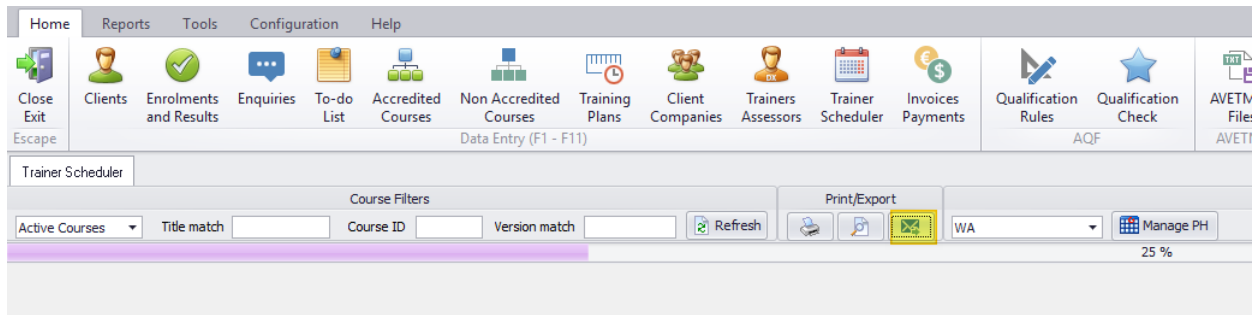 Home Reports Tools Configuration Help
TXT
DX
Close Exit
Clients
Enrolments and Results
Enquiries
To-do List
Accredited Courses
Non Accredited Courses
Training Plans
Client Companies
Trainers Assessors
Trainer Scheduler
Invoices Payments
Qualification Rules
Qualification Check
AVETM
Files
Escape Data Entry (F1 - F11) AQF AVETM
Trainer Scheduler
Course Filters Print/Export
Active Courses Title match Course ID Version match Refresh WA Manage PH
25 %